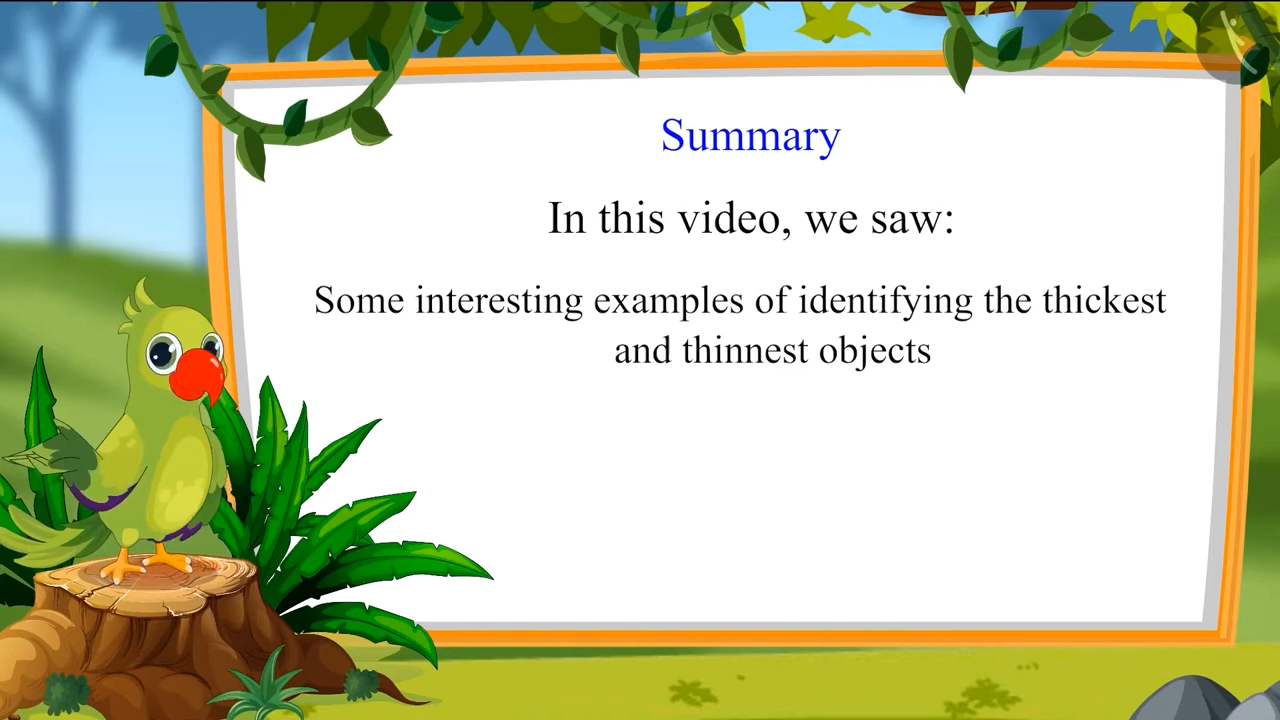 Summary
In this video, we saw:
Some interesting examples of identifying the thickest
and thinnest objects